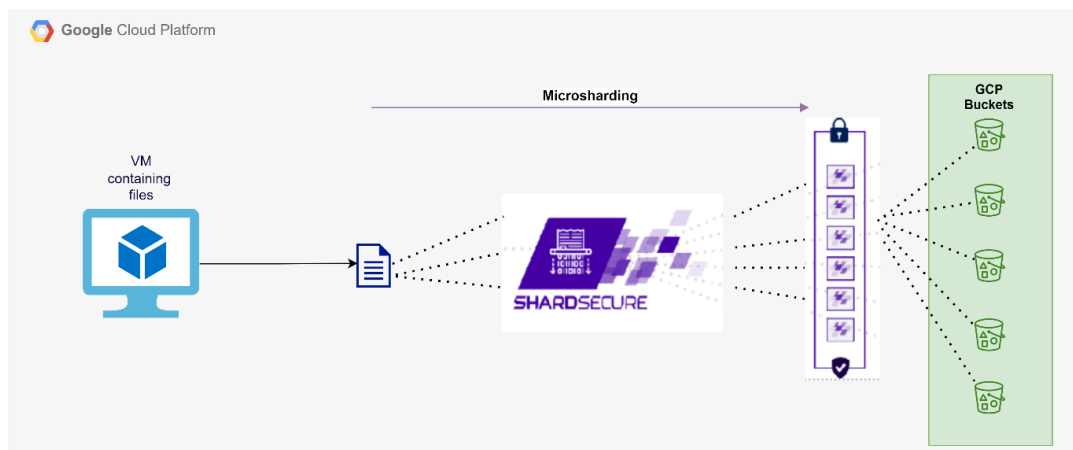 Google Cloud Platform
Microsharding
GCP
Buckets
VM
containing
files
SHARDSECURE